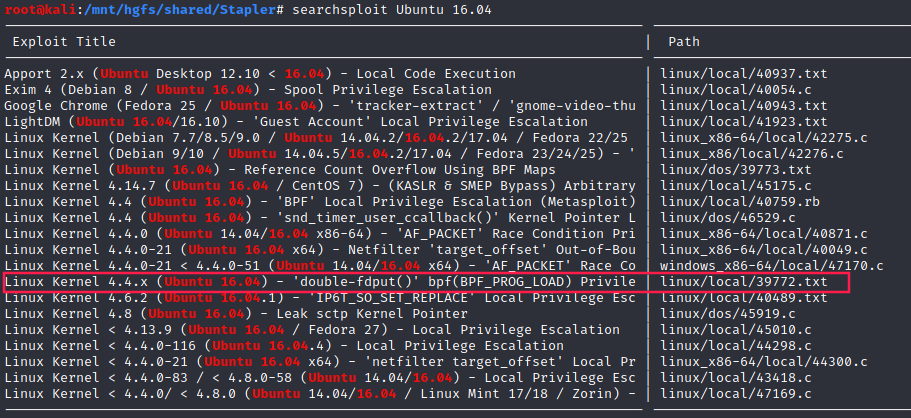 root@kali:/mnt/hgfs/shared/Stapler# searchsploit Ubuntu 16.04
Exploit Title | Path
Apport 2.x (Ubuntu Desktop 12.10 < 16.04) - Local Code Execution | linux/local/40937.txt
Exim 4 (Debian 8 / Ubuntu 16.04) - Spool Privilege Escalation | linux/local/40054.c
Google Chrome (Fedora 25 / Ubuntu 16.04) - 'tracker-extract' / 'gnome-video-thu | linux/local/40943.txt
LightDM (Ubuntu 16.04/16.10) - 'Guest Account' Local Privilege Escalation | linux/local/41923.txt
Linux Kernel (Debian 7.7/8.5/9.0 / Ubuntu 14.04.2/16.04.2/17.04 / Fedora 22/25 | linux_x86-64/local/42275.c
Linux Kernel (Debian 9/10 / Ubuntu 14.04.5/16.04.2/17.04 / Fedora 23/24/25) - ' | linux_x86/local/42276.c
Linux Kernel (Ubuntu 16.04) - Reference Count Overflow Using BPF Maps | linux/dos/39773.txt
Linux Kernel 4.14.7 (Ubuntu 16.04 / CentOS 7) - (KASLR & SMEP Bypass) Arbitrary | linux/local/45175.c
Linux Kernel 4.4 (Ubuntu 16.04) - 'BPF' Local Privilege Escalation (Metasploit) | linux/local/40759.rb
Linux Kernel 4.4 (Ubuntu 16.04) - 'snd_timer_user_ccallback()' Kernel Pointer L | linux/dos/46529.c
Linux Kernel 4.4.0 (Ubuntu 14.04/16.04 x86-64) - 'AF_PACKET' Race Condition Pri | linux_x86-64/local/40871.c
Linux Kernel 4.4.0-21 (Ubuntu 16.04 x64) - Netfilter 'target_offset' Out-of-Bou | linux_x86-64/local/40049.c
Linux Kernel 4.4.0-21 < 4.4.0-51 (Ubuntu 14.04/16.04 x64) - 'AF_PACKET' Race Co | windows_x86-64/local/47170.c
Linux Kernel 4.4.x (Ubuntu 16.04) - 'double-fdput()' bpf(BPF_PROG_LOAD) Privile | linux/local/39772.txt
Linux Kernel 4.6.2 (Ubuntu 16.04.1) - 'IP6T_SO_SET_REPLACE' Local Privilege Esc | linux/local/40489.txt
Linux Kernel 4.8 (Ubuntu 16.04) - Leak sctp Kernel Pointer | linux/dos/45919.c
Linux Kernel < 4.13.9 (Ubuntu 16.04 / Fedora 27) - Local Privilege Escalation | linux/local/45010.c
Linux Kernel < 4.4.0-116 (Ubuntu 16.04.4) - Local Privilege Escalation | linux/local/44298.c
Linux Kernel < 4.4.0-21 (Ubuntu 16.04 x64) - 'netfilter target_offset' Local Pr | linux_x86-64/local/44300.c
Linux Kernel < 4.4.0-83 / < 4.8.0-58 (Ubuntu 14.04/16.04) - Local Privilege Esc | linux/local/43418.c
Linux Kernel < 4.4.0/ < 4.8.0 (Ubuntu 14.04/16.04 / Linux Mint 17/18 / Zorin) - | linux/local/47169.c